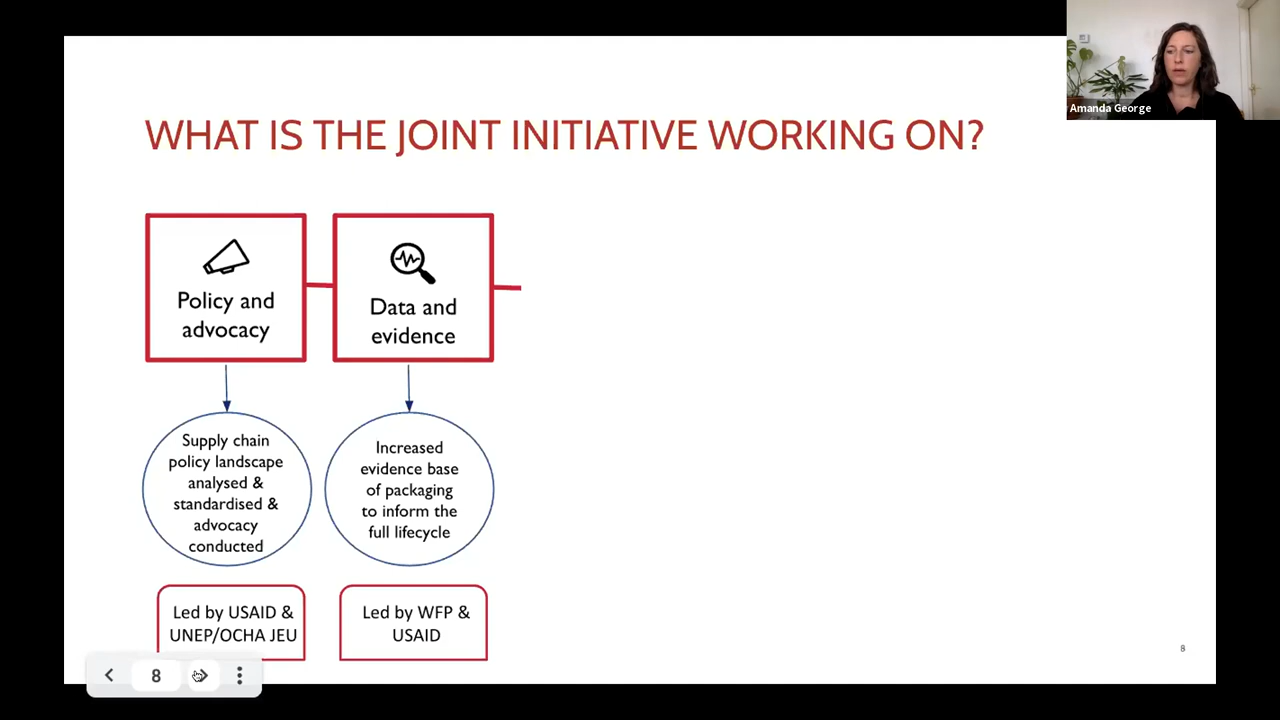 Amanda George
WHAT IS THE JOINT INITIATIVE WORKING ON?
Policy and
advocacy
Data and
evidence
Supply chain
policy landscape
analysed &
standardised &
advocacy
conducted
Increased
evidence base
of packaging
to inform the
full lifecycle
Led by USAID &
UNEP/OCHA JEU
Led by WFP &
USAID
8
8